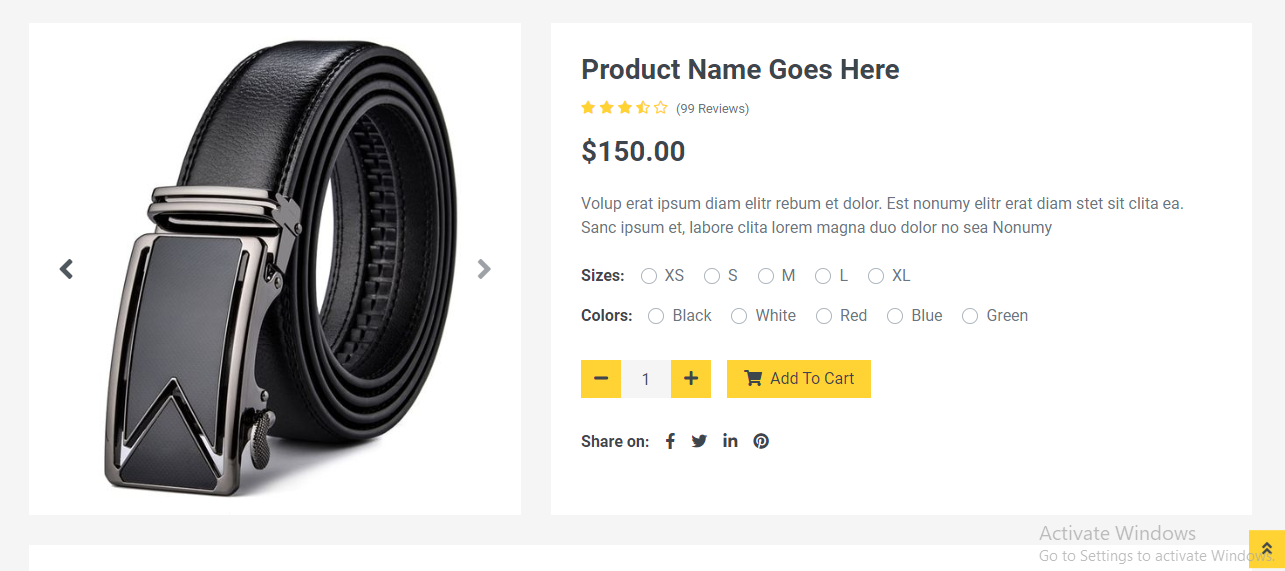 Product Name Goes Here
(99 Reviews)
$150.00
Volup erat ipsum diam elitr rebum et dolor. Est nonumy elitr erat diam stet sit clita ea.
Sanc ipsum et, labore clita lorem magna duo dolor no sea Nonumy
Sizes: XS S M L XL
Colors: Black White Red Blue Green
1 Add To Cart
Share on:
Activate Windows
Go to Settings to activate Windows.